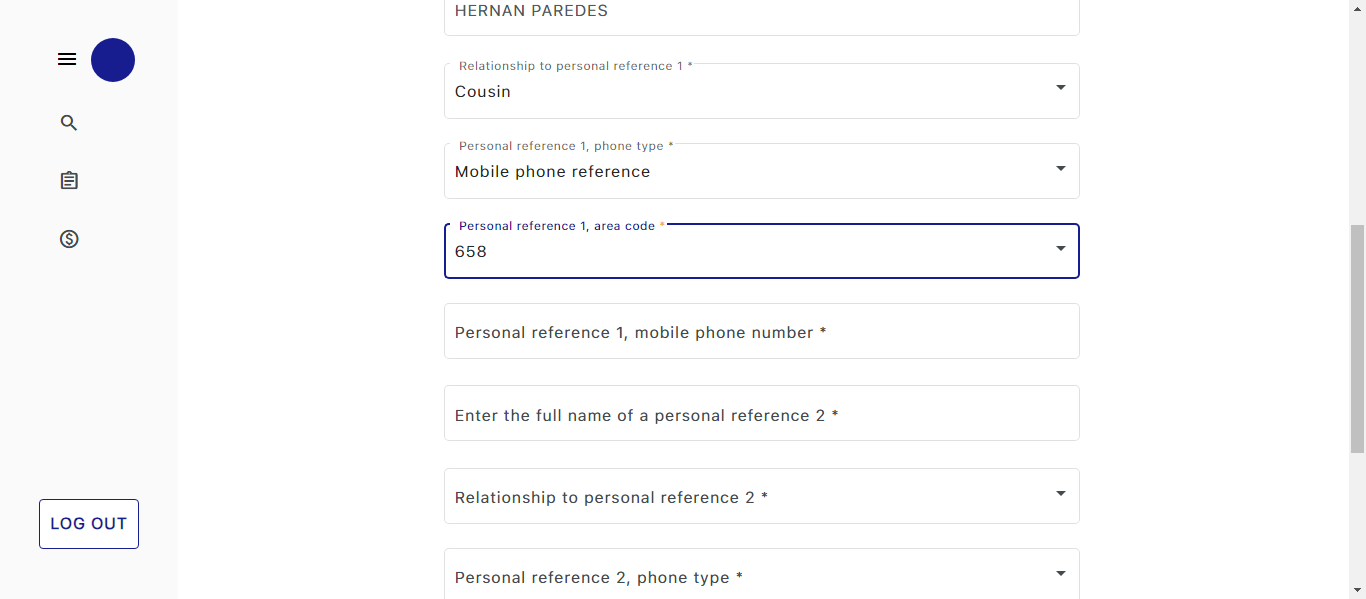 HERNAN PAREDES
Relationship to personal reference 1 *
Cousin
Personal reference 1, phone type *
Mobile phone reference
Personal reference 1, area code *
658
Personal reference 1, mobile phone number *
Enter the full name of a personal reference 2 *
Relationship to personal reference 2 *
LOG OUT
Personal reference 2, phone type *